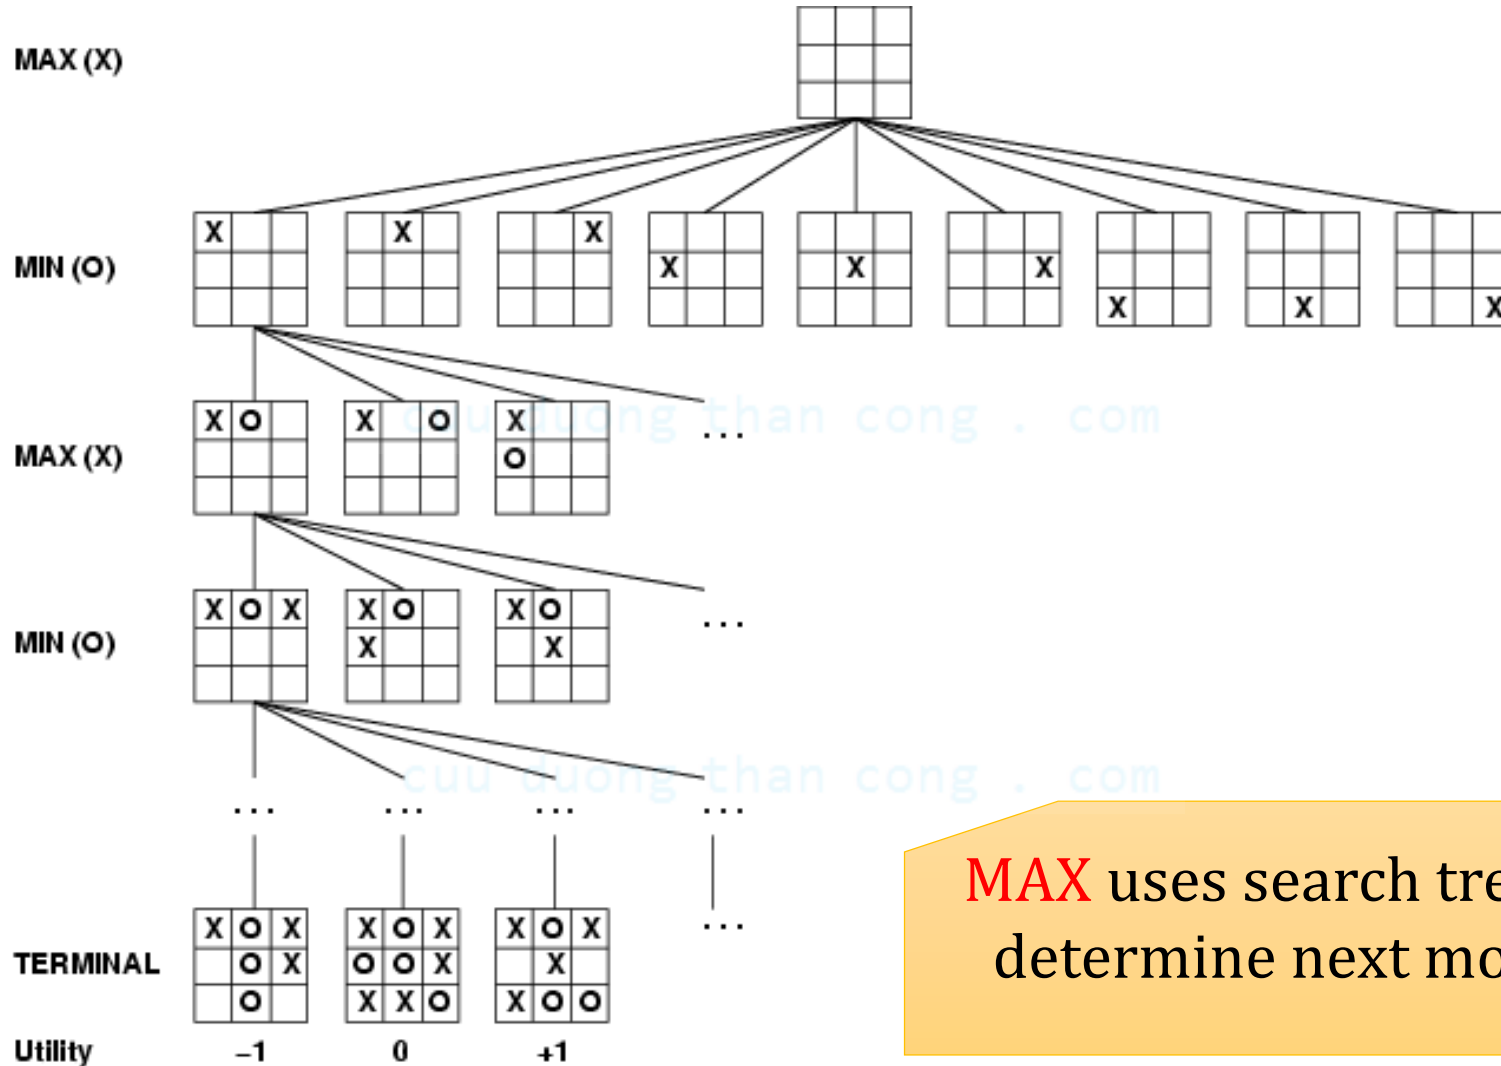 MAX (X)
X X X X X X X X X
MIN (O)
X O X O X
O
MAX (X)
cuu duong than cong . com
...
X O X X O X O
X X
MIN (O)
...
cuu duong than cong . com
... ... ... ...
X O X X O X X O X ...
TERMINAL O X O O X X
O X X O X O O
Utility –1 0 +1
MAX uses search tre
determine next mo